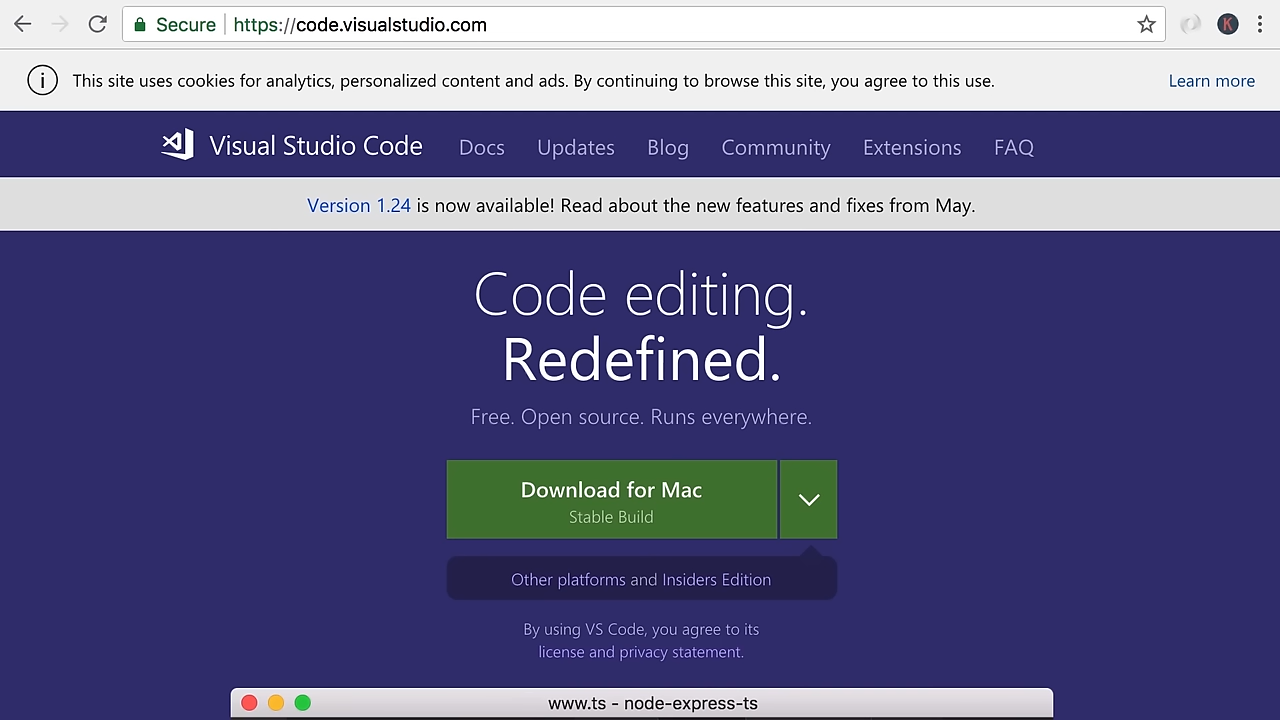 Secure https://code.visualstudio.com K
This site uses cookies for analytics, personalized content and ads. By continuing to browse this site, you agree to this use. Learn more
Visual Studio Code Docs Updates Blog Community Extensions FAQ
Version 1.24 is now available! Read about the new features and fixes from May.
Code editing.
Redefined.
Free. Open source. Runs everywhere.
Download for Mac
Stable Build
Other platforms and Insiders Edition
By using VS Code, you agree to its
license and privacy statement.
www.ts - node-express-ts